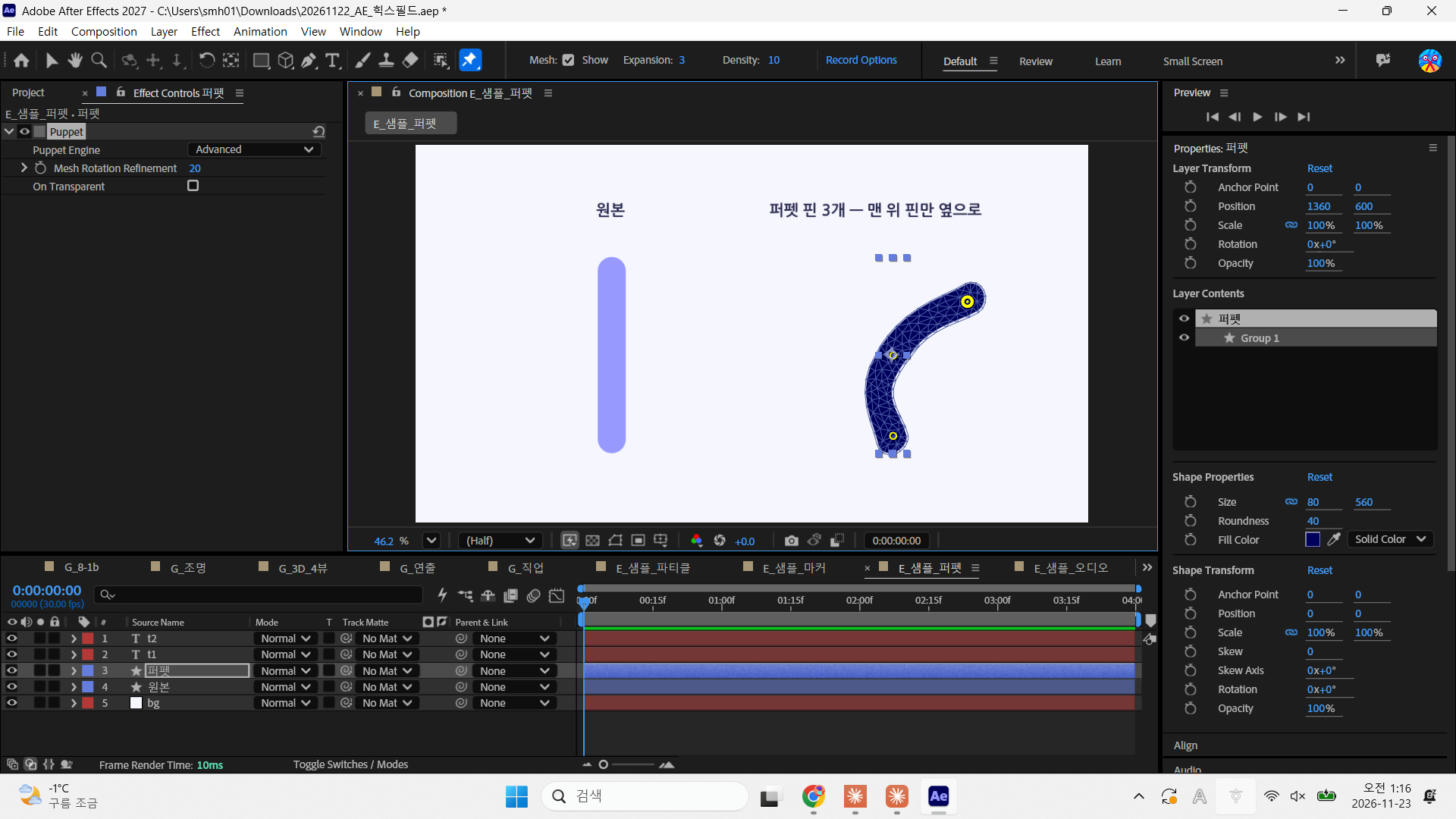 Adobe After Effects 2027 - C:\Users\smh01\Downloads\20261122_AE_힉스필드.aep *
File Edit Composition Layer Effect Animation View Window Help
Mesh: Show Expansion: 3 Density: 10 Record Options Default Review Learn Small Screen
Project Effect Controls 퍼펫
E_샘플_퍼펫 • 퍼펫
Puppet
Puppet Engine Advanced
Mesh Rotation Refinement 20
On Transparent
Composition E_샘플_퍼펫
E_샘플_퍼펫
원본 퍼펫 핀 3개 — 맨 위 핀만 옆으로
46.2 % (Half) +0.0 0:00:00:00
Preview
Properties: 퍼펫
Layer Transform Reset
Anchor Point 0 0
Position 1360 600
Scale 100% 100%
Rotation 0x+0°
Opacity 100%
Layer Contents
퍼펫
Group 1
Shape Properties Reset
Size 80 560
Roundness 40
Fill Color Solid Color
Shape Transform Reset
Anchor Point 0 0
Position 0 0
Scale 100% 100%
Skew 0
Skew Axis 0x+0°
Rotation 0x+0°
Opacity 100%
Align
Audio
G_8-1b G_조명 G_3D_4뷰 G_연출 G_직업 E_샘플_파티클 E_샘플_마커 E_샘플_퍼펫 E_샘플_오디오
0:00:00:00
00000 (30.00 fps)
00:15f 01:00f 01:15f 02:00f 02:15f 03:00f 03:15f
# Source Name Mode T Track Matte Parent & Link
1 T t2 Normal No Mat None
2 T t1 Normal No Mat None
3 퍼펫 Normal No Mat None
4 원본 Normal No Mat None
5 bg Normal No Mat None
Frame Render Time: 10ms Toggle Switches / Modes
-1°C
구름 조금
검색
Ae
오전 1:16
2026-11-23